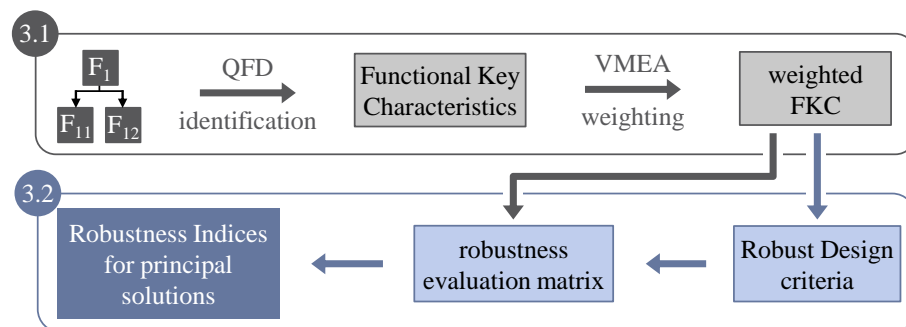 3.1
F1
F11
F12
QFD
identification
Functional Key
Characteristics
VMEA
weighting
weighted
FKC
3.2
Robustness Indices
for principal
solutions
robustness
evaluation matrix
Robust Design
criteria